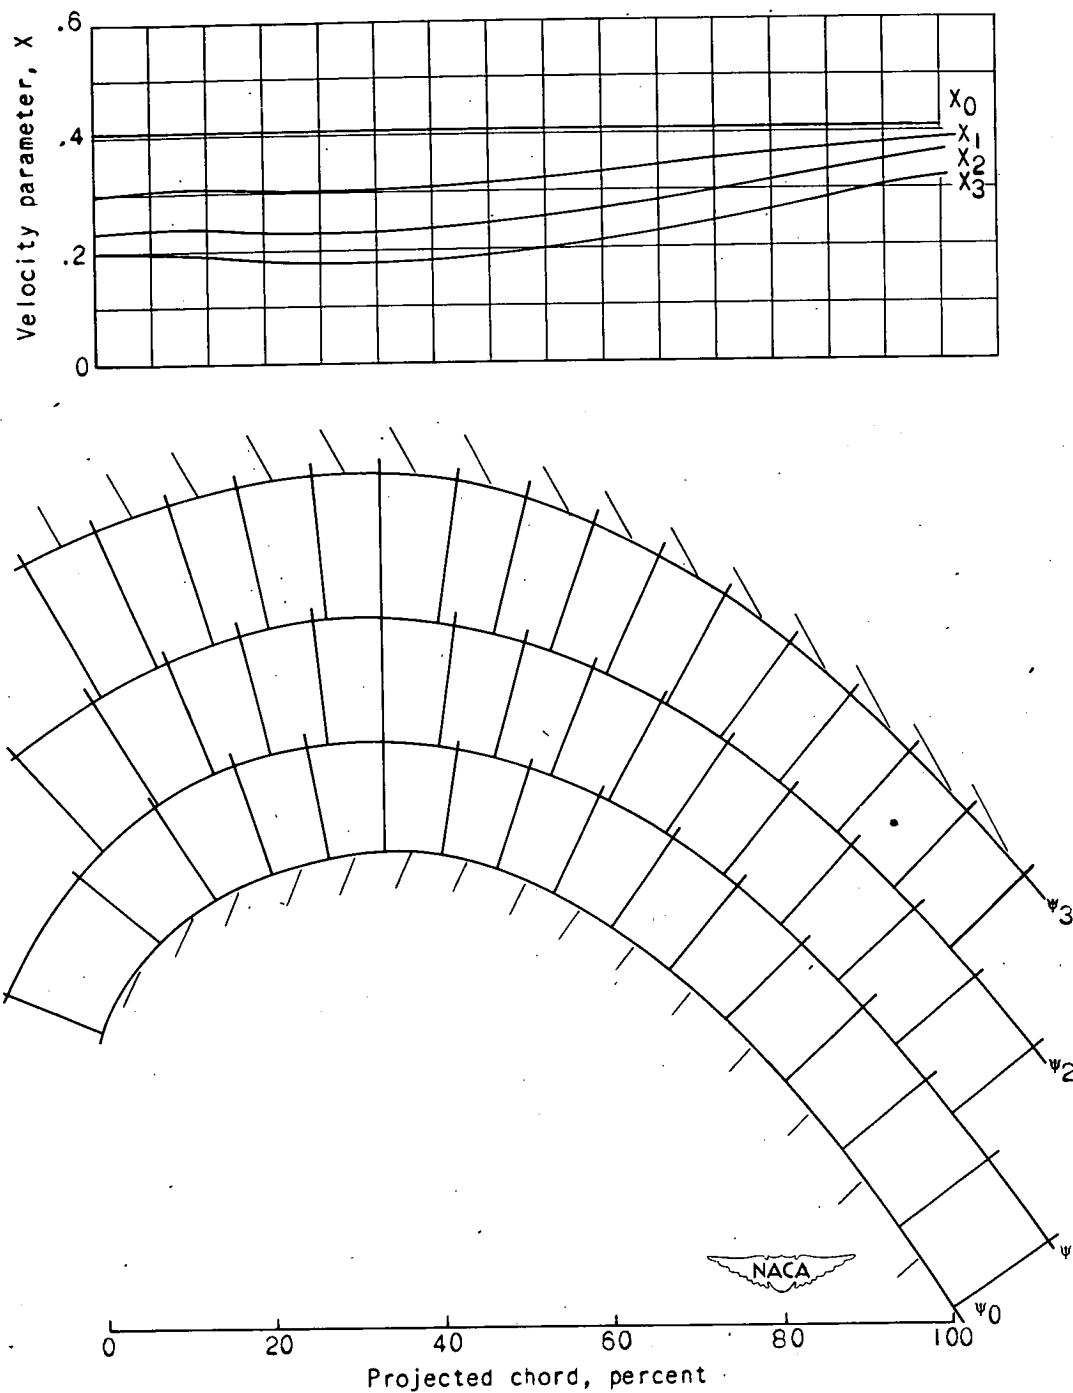 .6
.4
.2
0
Velocity parameter, X
X0
X1
X2
X3
ψ3
ψ2
ψ
ψ0
NACA
0 20 40 60 80 100
Projected chord, percent